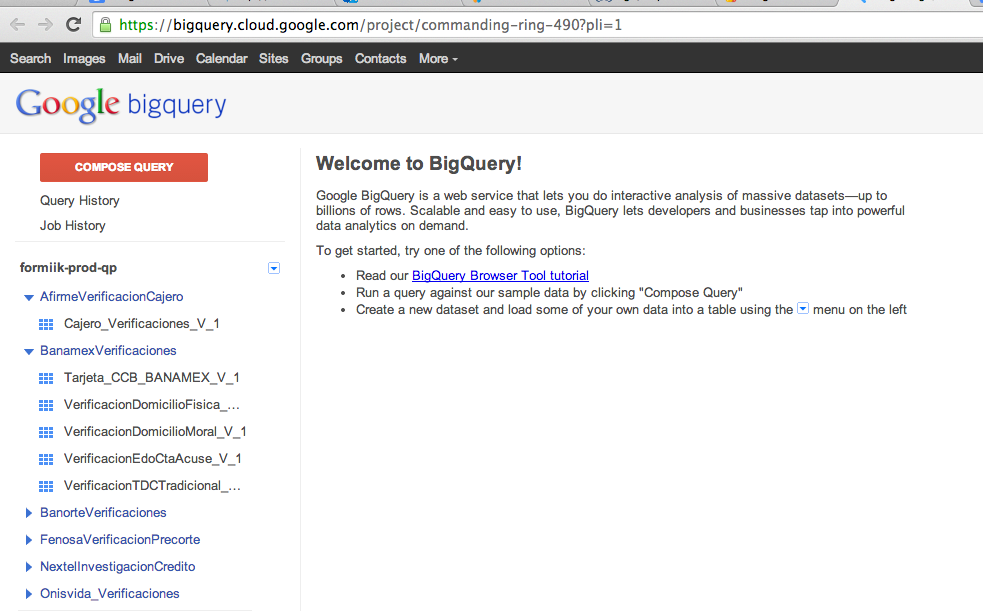 https://bigquery.cloud.google.com/project/commanding-ring-490?pli=1
Search Images Mail Drive Calendar Sites Groups Contacts More
Google bigquery
COMPOSE QUERY
Query History
Job History
formiik-prod-qp
AfirmeVerificacionCajero
Cajero_Verificaciones_V_1
BanamexVerificaciones
Tarjeta_CCB_BANAMEX_V_1
VerificacionDomicilioFisica_...
VerificacionDomicilioMoral_V_1
VerificacionEdoCtaAcuse_V_1
VerificacionTDCTradicional_...
BanorteVerificaciones
FenosaVerificacionPrecorte
NextelInvestigacionCredito
Onisvida_Verificaciones
Welcome to BigQuery!
Google BigQuery is a web service that lets you do interactive analysis of massive datasets—up to
billions of rows. Scalable and easy to use, BigQuery lets developers and businesses tap into powerful
data analytics on demand.
To get started, try one of the following options:
• Read our BigQuery Browser Tool tutorial
• Run a query against our sample data by clicking "Compose Query"
• Create a new dataset and load some of your own data into a table using the menu on the left